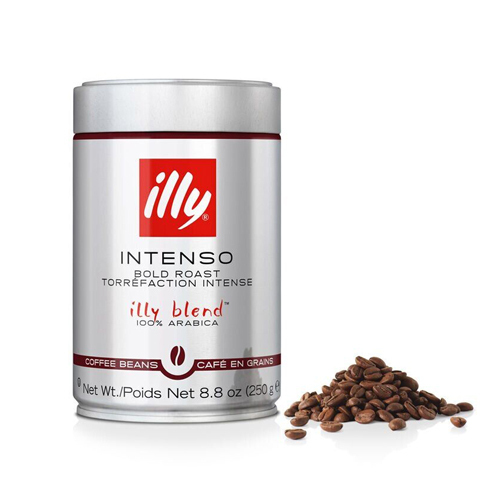 illy®
INTENSO
BOLD ROAST
TORRÉFACTION INTENSE
illy blend™
100% ARABICA
COFFEE BEANS CAFÉ EN GRAINS
Net Wt./Poids Net 8.8 oz (250 g) e